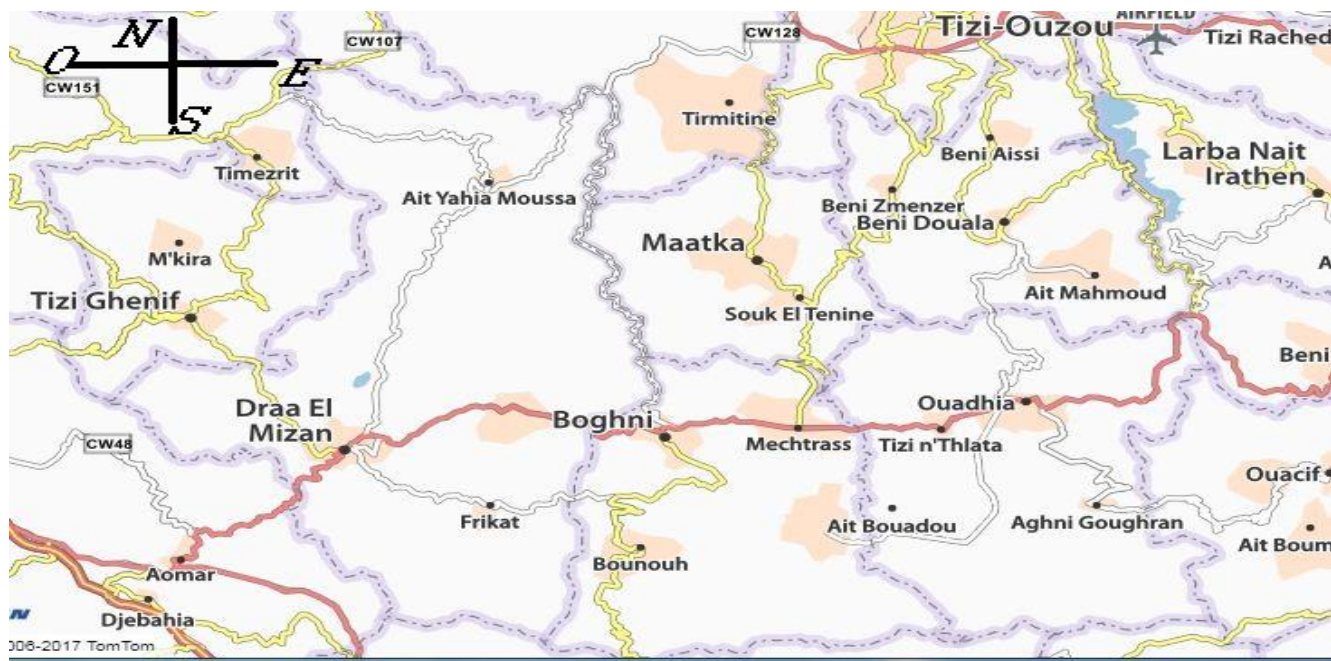 N
O
E
S
CW107
CW151
CW128
Tizi-Ouzou
AIRFIELD
Tizi Rached
Tirmitine
Timezrit
Beni Aissi
Larba Nait
Irathen
Ait Yahia Moussa
Beni Zmenzer
Beni Douala
M'kira
Maatka
Ait Mahmoud
Tizi Ghenif
Souk El Tenine
Beni
Draa El
Mizan
Boghni
Ouadhia
CW48
Mechtrass
Tizi n'Thlata
Ouacif
Frikat
Ait Bouadou
Aghni Goughran
Ait Boum
Aomar
Bounouh
Djebahia
006-2017 TomTom